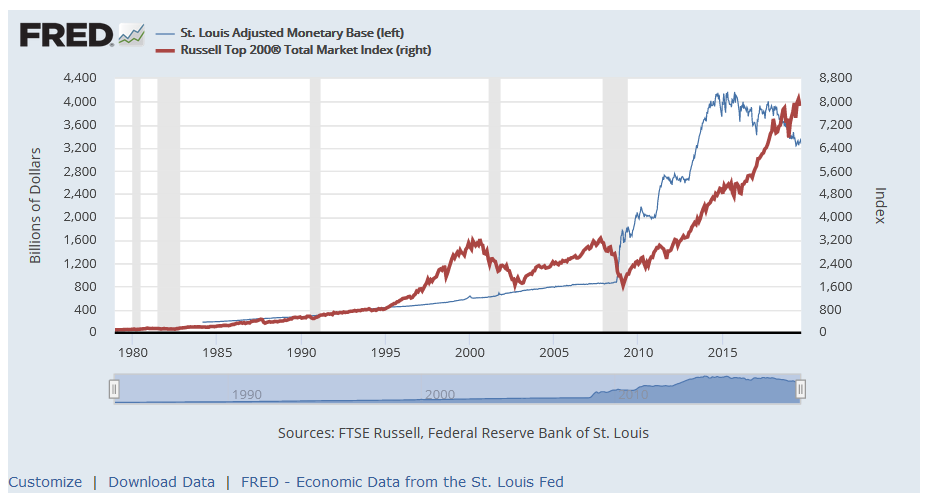 FRED
St. Louis Adjusted Monetary Base (left)
Russell Top 200® Total Market Index (right)
4,400
4,000
3,600
3,200
2,800
2,400
2,000
1,600
1,200
800
400
0
Billions of Dollars
8,800
8,000
7,200
6,400
5,600
4,800
4,000
3,200
2,400
1,600
800
0
Index
1980 1985 1990 1995 2000 2005 2010 2015
1990 2000 2010
Sources: FTSE Russell, Federal Reserve Bank of St. Louis
Customize | Download Data | FRED - Economic Data from the St. Louis Fed